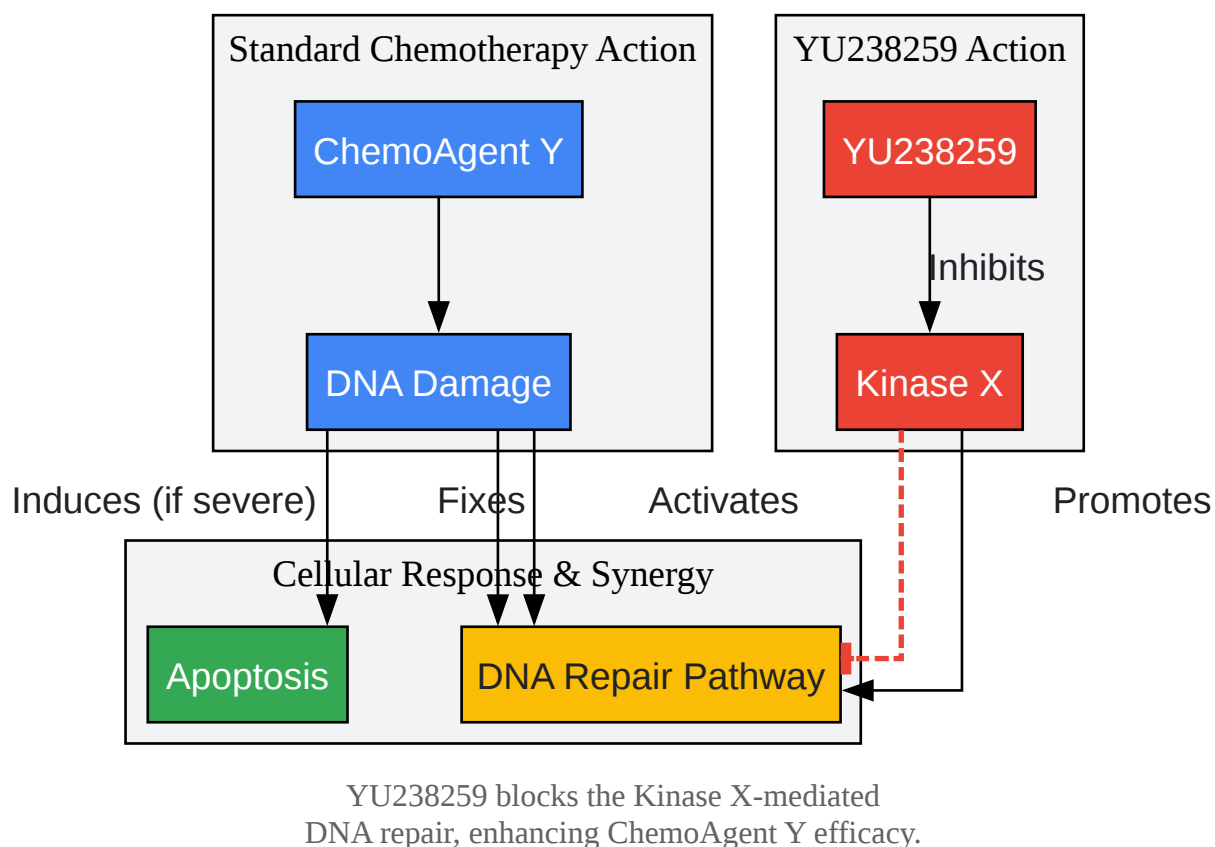 Standard Chemotherapy Action
YU238259 Action
ChemoAgent Y
YU238259
Inhibits
DNA Damage
Kinase X
Induces (if severe)
Fixes
Activates
Promotes
Cellular Response & Synergy
Apoptosis
DNA Repair Pathway
YU238259 blocks the Kinase X-mediated
DNA repair, enhancing ChemoAgent Y efficacy.